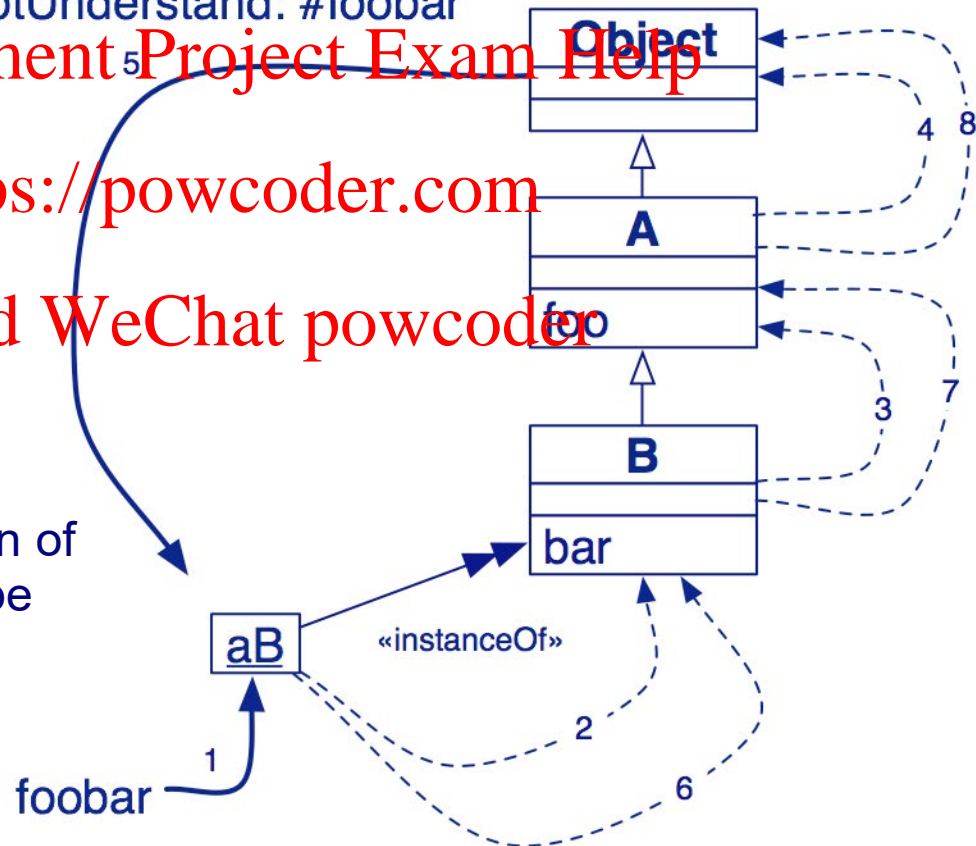 otUnderstand: #foobar
Object
nent Project Exam Help
5
4
8
ps://powcoder.com
A
d WeChat powcoder
foo
3
7
B
n of
bar
be
«instanceOf»
aB
2
1
6
foobar